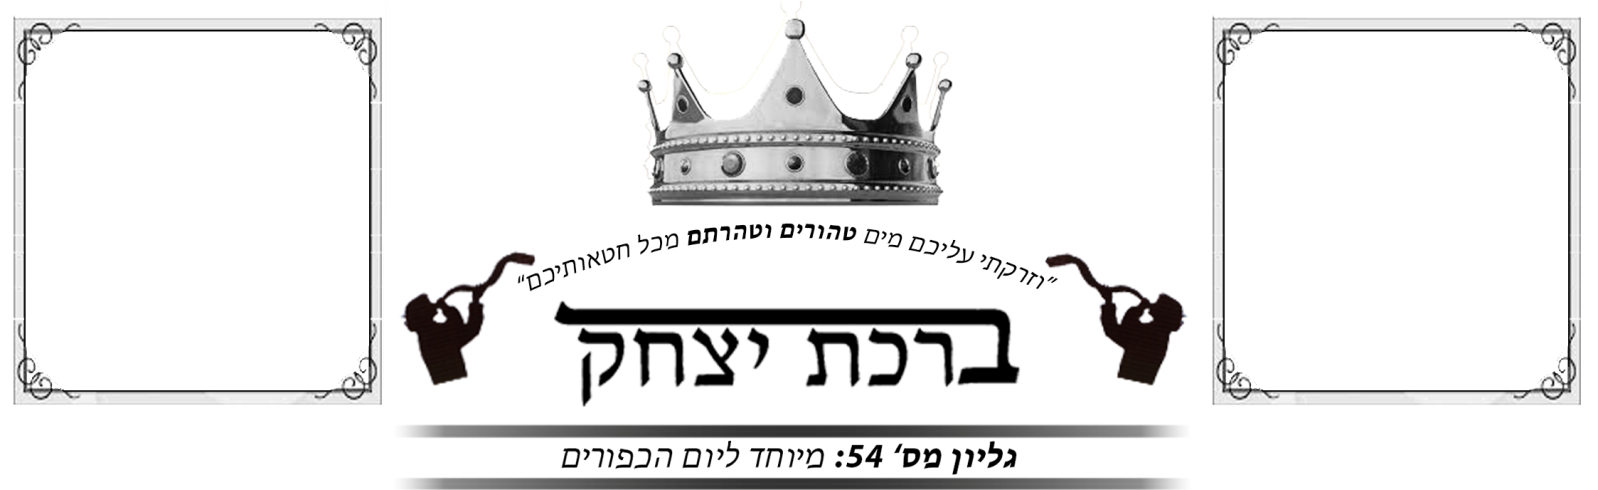 "וזרקתי עליכם מים טהורים וטהרתם מכל חטאותיכם"
ברכת יצחק
גליון מס' 54: מיוחד ליום הכפורים